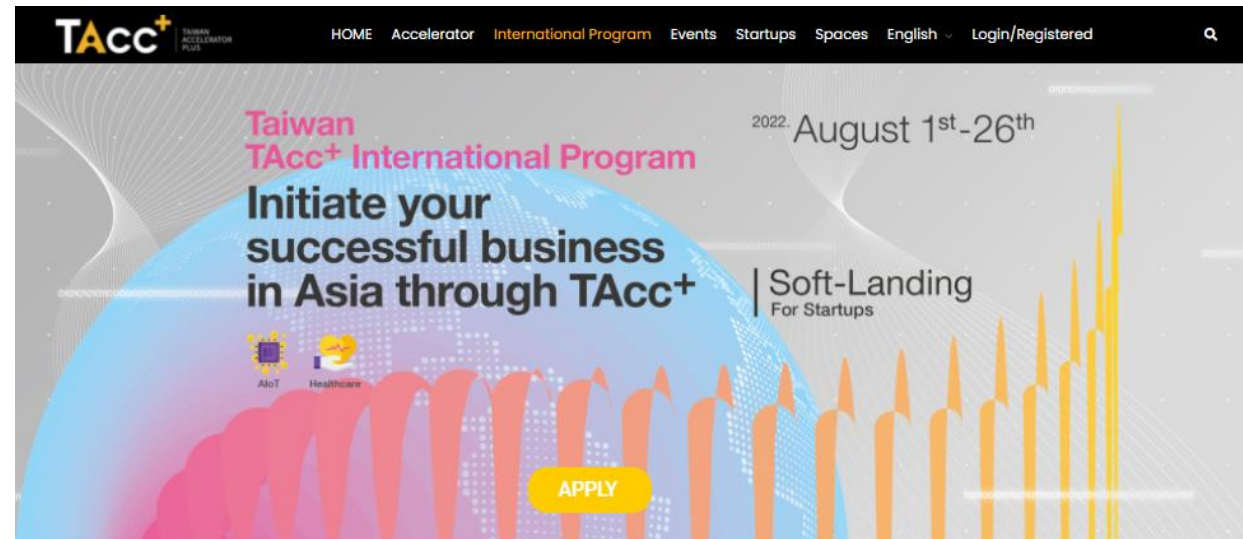 TAcc+ TAIWAN ACCELERATOR PLUS
HOME Accelerator International Program Events Startups Spaces English Login/Registered
Taiwan
TAcc+ International Program
2022. August 1st-26th
Initiate your
successful business
in Asia through TAcc+
Soft-Landing
For Startups
AIoT Healthcare
APPLY